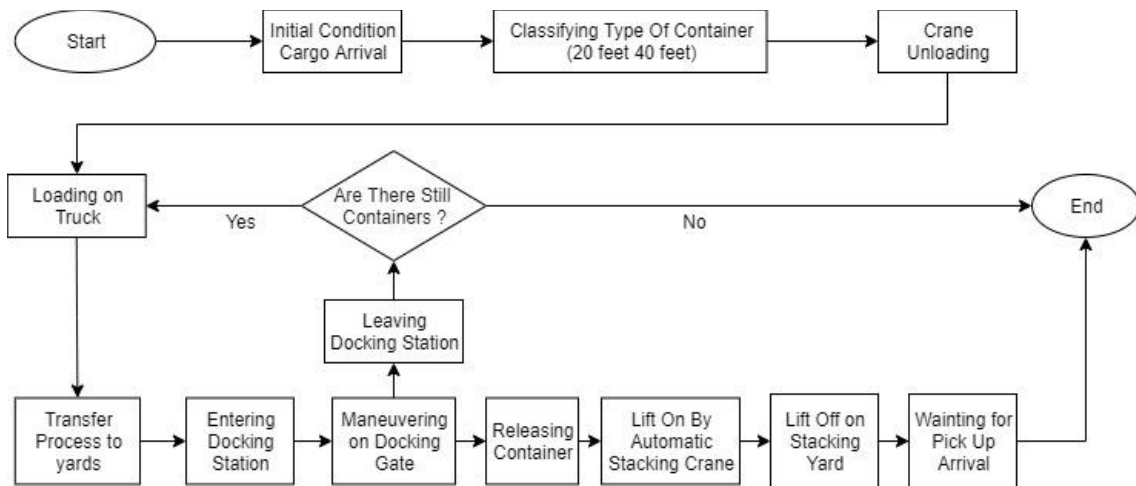 Start
Initial Condition
Cargo Arrival
Classifying Type Of Container
(20 feet 40 feet)
Crane
Unloading
Loading on
Truck
Yes
Are There Still
Containers ?
No
End
Leaving
Docking Station
Transfer
Process to
yards
Entering
Docking
Station
Maneuvering
on Docking
Gate
Releasing
Container
Lift On By
Automatic
Stacking Crane
Lift Off on
Stacking
Yard
Wainting for
Pick Up
Arrival